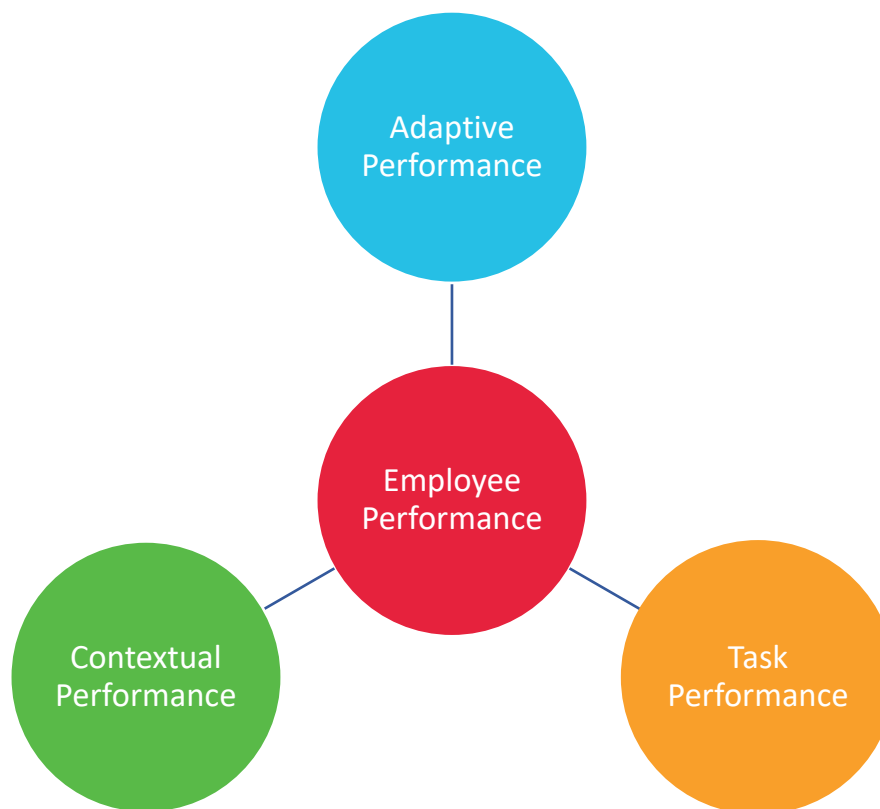 Adaptive
Performance
Employee
Performance
Contextual
Performance
Task
Performance